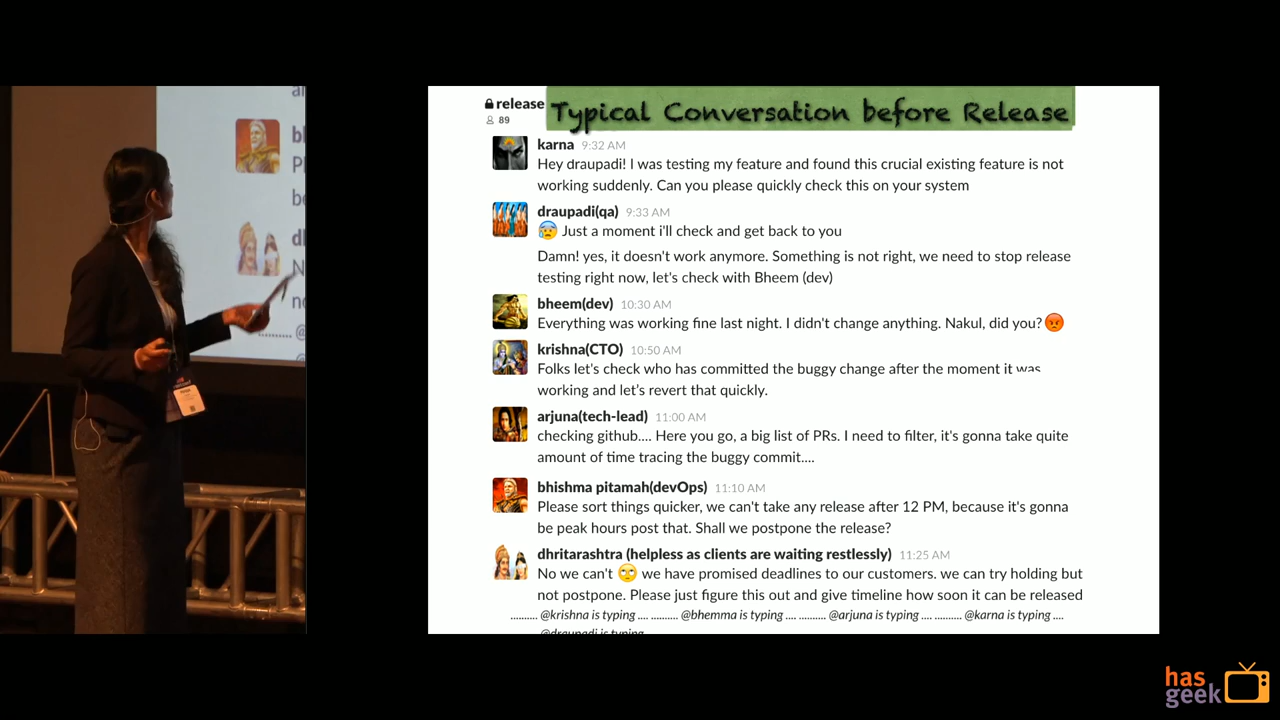 release
89
Typical Conversation before Release
karna 9:32 AM
Hey draupadi! I was testing my feature and found this crucial existing feature is not
working suddenly. Can you please quickly check this on your system
draupadi(qa) 9:33 AM
😰 Just a moment i'll check and get back to you
Damn! yes, it doesn't work anymore. Something is not right, we need to stop release
testing right now, let's check with Bheem (dev)
bheem(dev) 10:30 AM
Everything was working fine last night. I didn't change anything. Nakul, did you? 😡
krishna(CTO) 10:50 AM
Folks let's check who has committed the buggy change after the moment it was
working and let's revert that quickly.
arjuna(tech-lead) 11:00 AM
checking github.... Here you go, a big list of PRs. I need to filter, it's gonna take quite
amount of time tracing the buggy commit....
bhishma pitamah(devOps) 11:10 AM
Please sort things quicker, we can't take any release after 12 PM, because it's gonna
be peak hours post that. Shall we postpone the release?
dhritarashtra (helpless as clients are waiting restlessly) 11:25 AM
No we can't 🙄 we have promised deadlines to our customers. we can try holding but
not postpone. Please just figure this out and give timeline how soon it can be released
.......... @krishna is typing .... .......... @bhemma is typing .... .......... @arjuna is typing .... .......... @karna is typing ....
@draupadi is typing
has
geek